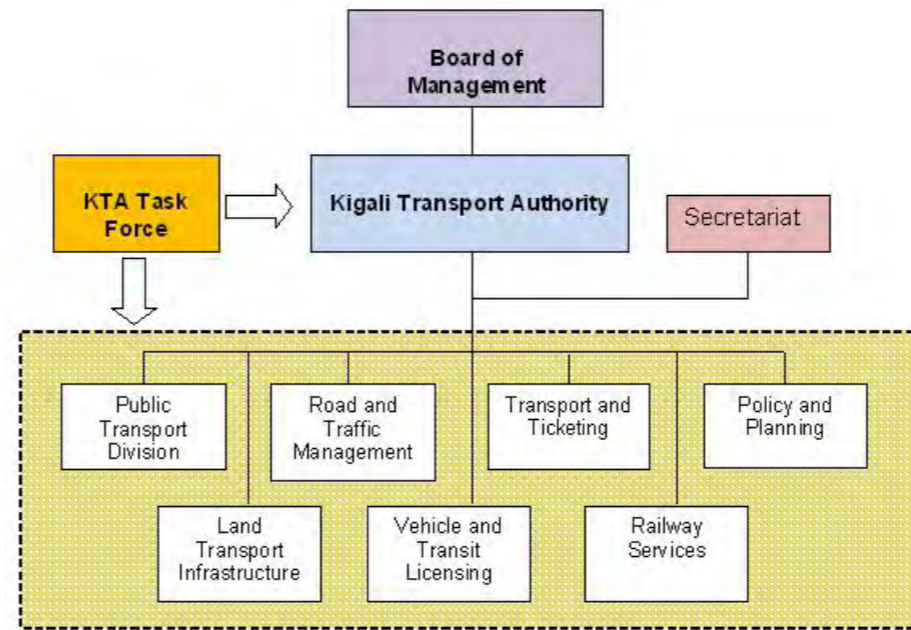 Board of
Management
KTA Task
Force
Kigali Transport Authority
Secretariat
Public
Transport
Division
Road and
Traffic
Management
Transport and
Ticketing
Policy and
Planning
Land
Transport
Infrastructure
Vehicle and
Transit
Licensing
Railway
Services